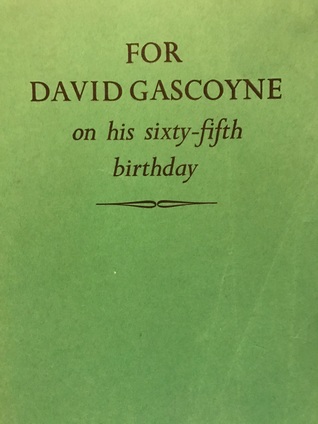 FOR
DAVID GASCOYNE
on his sixty-fifth
birthday